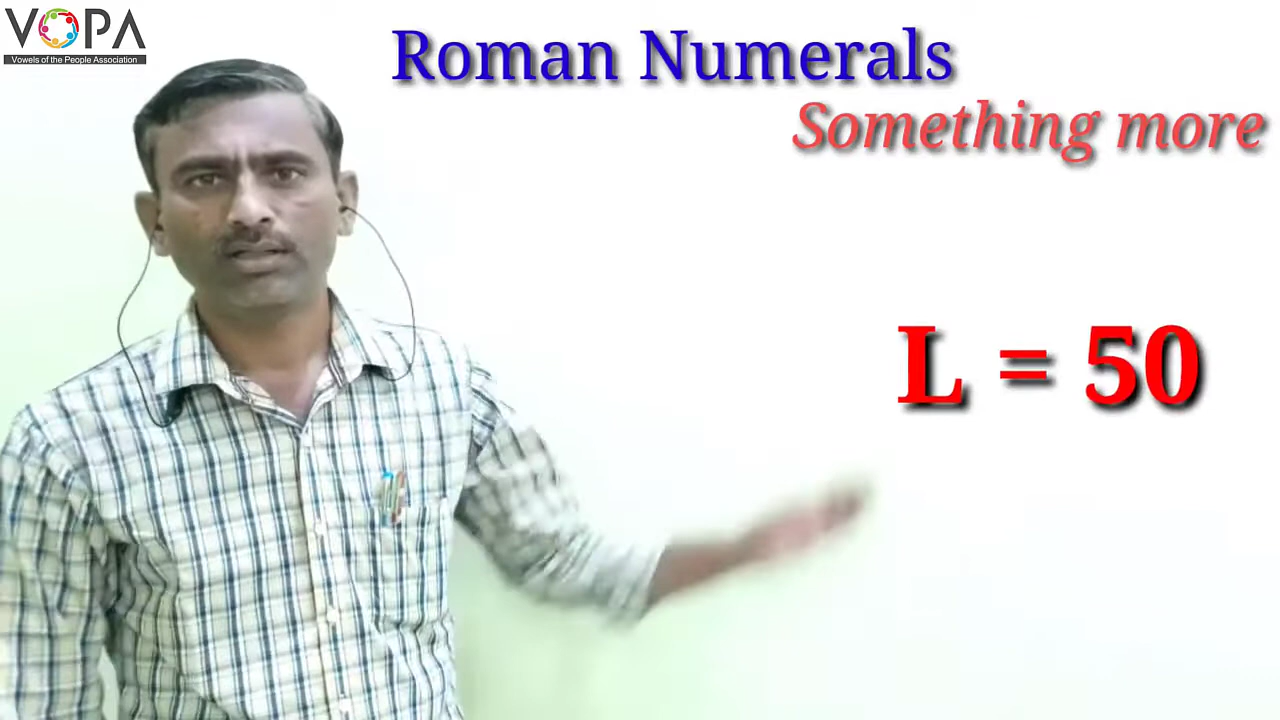 VOPA
Vowels of the People Association
Roman Numerals
Something more
L = 50